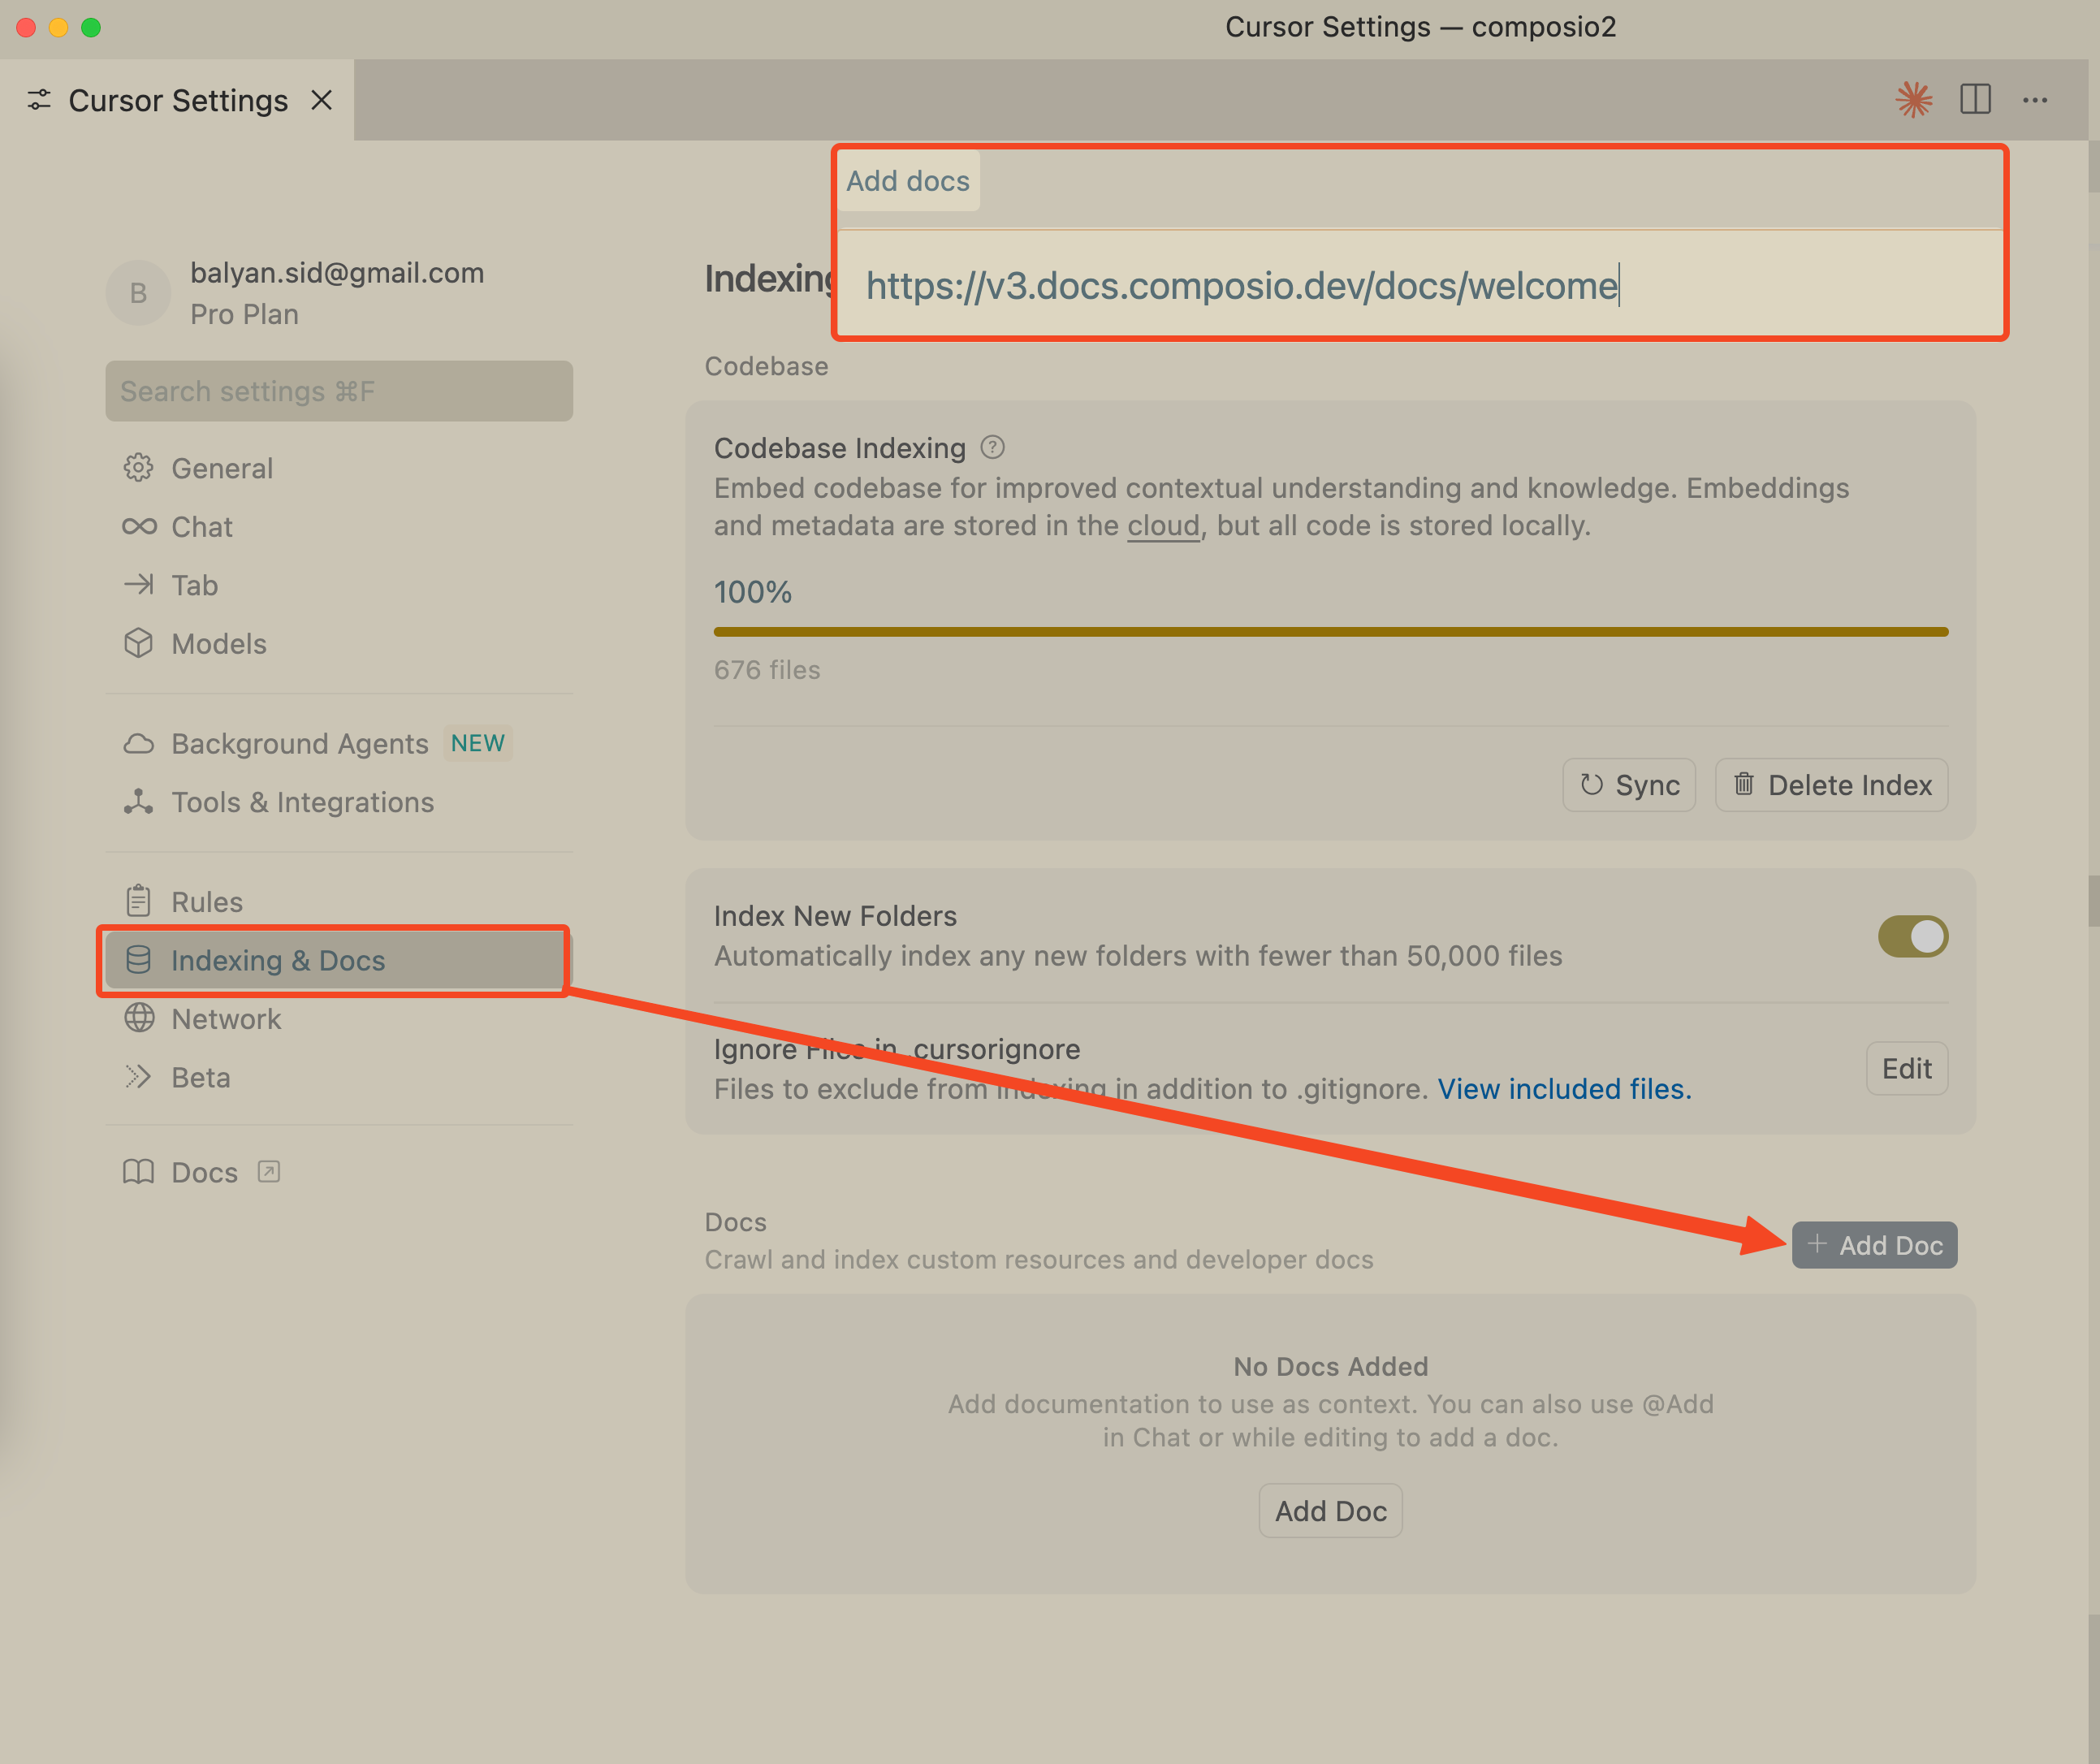 Cursor Settings — composio2
Cursor Settings
Add docs
https://v3.docs.composio.dev/docs/welcome
B
balyan.sid@gmail.com
Pro Plan
Search settings ⌘F
General
Chat
Tab
Models
Background Agents NEW
Tools & Integrations
Rules
Indexing & Docs
Network
Beta
Docs
Indexing
Codebase
Codebase Indexing
Embed codebase for improved contextual understanding and knowledge. Embeddings
and metadata are stored in the cloud, but all code is stored locally.
100%
676 files
Sync
Delete Index
Index New Folders
Automatically index any new folders with fewer than 50,000 files
Ignore Files in .cursorignore
Files to exclude from indexing in addition to .gitignore. View included files.
Edit
Docs
Crawl and index custom resources and developer docs
+ Add Doc
No Docs Added
Add documentation to use as context. You can also use @Add
in Chat or while editing to add a doc.
Add Doc